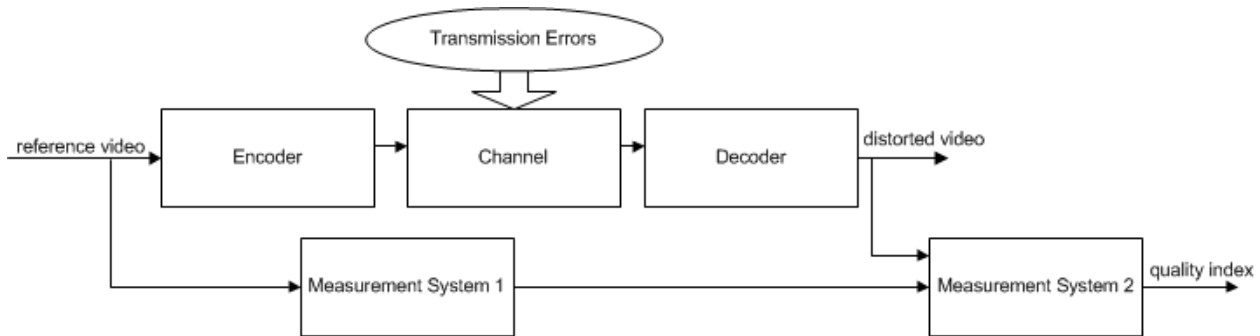 Transmission Errors
reference video
Encoder
Channel
Decoder
distorted video
Measurement System 1
Measurement System 2
quality index